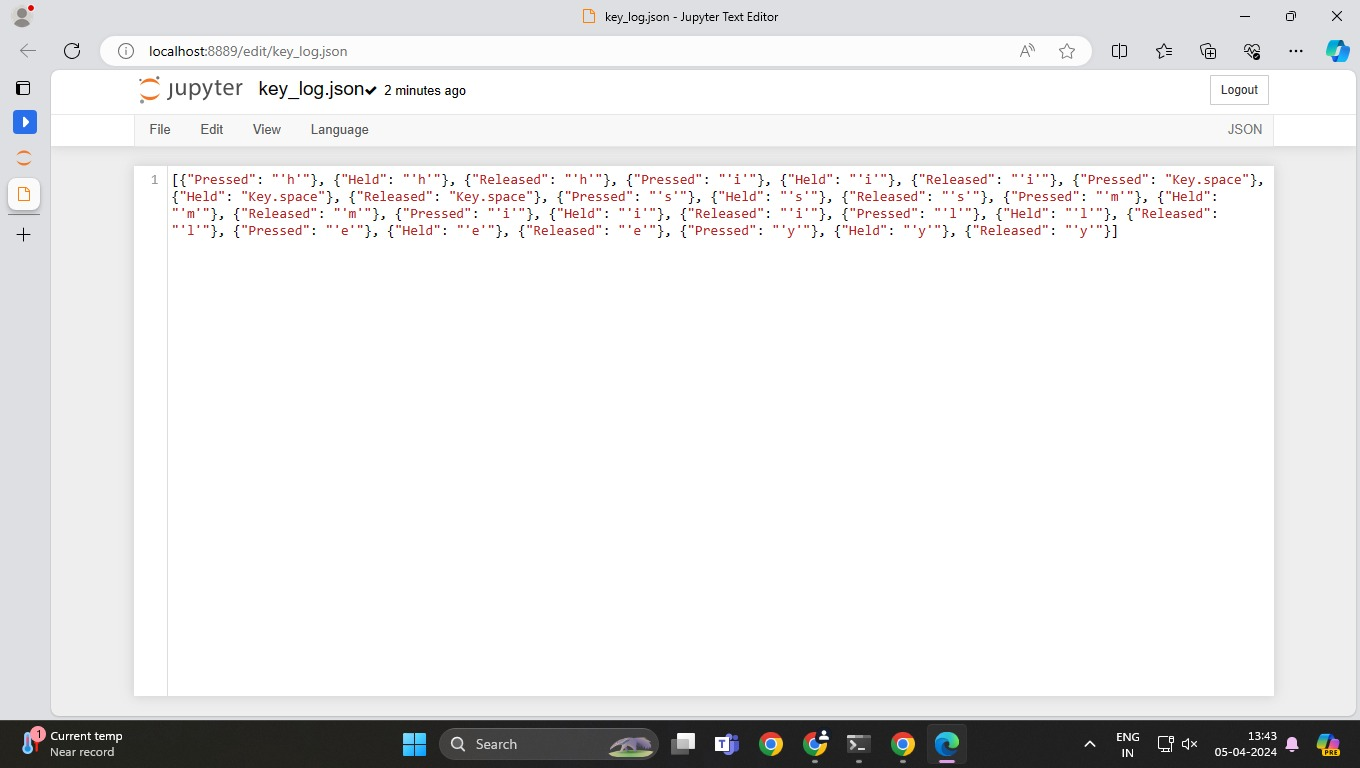 key_log.json - Jupyter Text Editor
localhost:8889/edit/key_log.json
jupyter key_log.json 2 minutes ago
Logout
File Edit View Language
JSON
1
[{"Pressed": "'h'"}, {"Held": "'h'"}, {"Released": "'h'"}, {"Pressed": "'i'"}, {"Held": "'i'"}, {"Released": "'i'"}, {"Pressed": "Key.space"},
{"Held": "Key.space"}, {"Released": "Key.space"}, {"Pressed": "'s'"}, {"Held": "'s'"}, {"Released": "'s'"}, {"Pressed": "'m'"}, {"Held":
"'m'"}, {"Released": "'m'"}, {"Pressed": "'i'"}, {"Held": "'i'"}, {"Released": "'i'"}, {"Pressed": "'l'"}, {"Held": "'l'"}, {"Released":
"'l'"}, {"Pressed": "'e'"}, {"Held": "'e'"}, {"Released": "'e'"}, {"Pressed": "'y'"}, {"Held": "'y'"}, {"Released": "'y'"}]
1
Current temp
Near record
Search
ENG
IN
13:43
05-04-2024
PRE